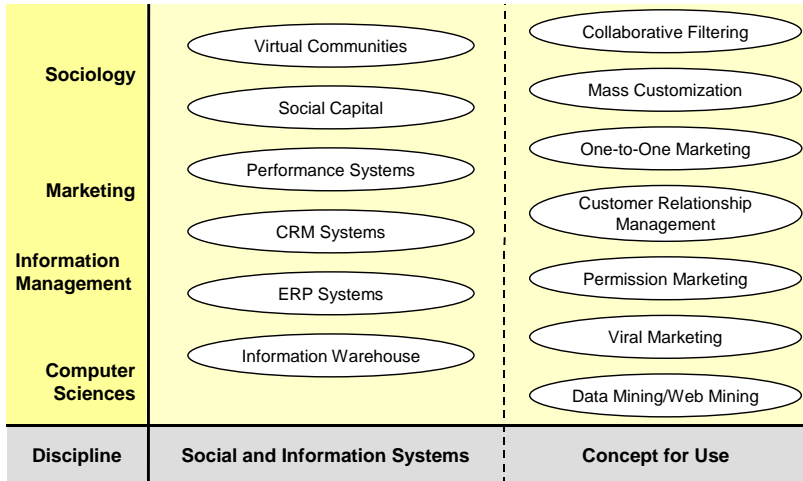 Sociology
Marketing
Information
Management
Computer
Sciences
Virtual Communities
Social Capital
Performance Systems
CRM Systems
ERP Systems
Information Warehouse
Collaborative Filtering
Mass Customization
One-to-One Marketing
Customer Relationship
Management
Permission Marketing
Viral Marketing
Data Mining/Web Mining
Discipline
Social and Information Systems
Concept for Use